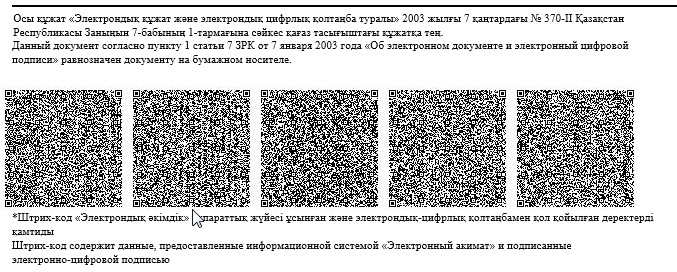 Осы құжат «Электрондық құжат және электрондық цифрлық қолтаңба туралы» 2003 жылғы 7 қаңтардағы № 370-II Қазақстан
Республикасы Заңының 7-бабының 1-тармағына сәйкес қағаз тасығыштағы құжатқа тең.
Данный документ согласно пункту 1 статьи 7 ЗРК от 7 января 2003 года «Об электронном документе и электронный цифровой
подписи» равнозначен документу на бумажном носителе.
*Штрих-код «Электрондық әкімдік» параттық жүйесі ұсынған және электрондық-цифрлық қолтаңбамен қол қойылған деректерді
қамтиды
Штрих-код содержит данные, предоставленные информационной системой «Электронный акимат» и подписанные
электронно-цифровой подписью